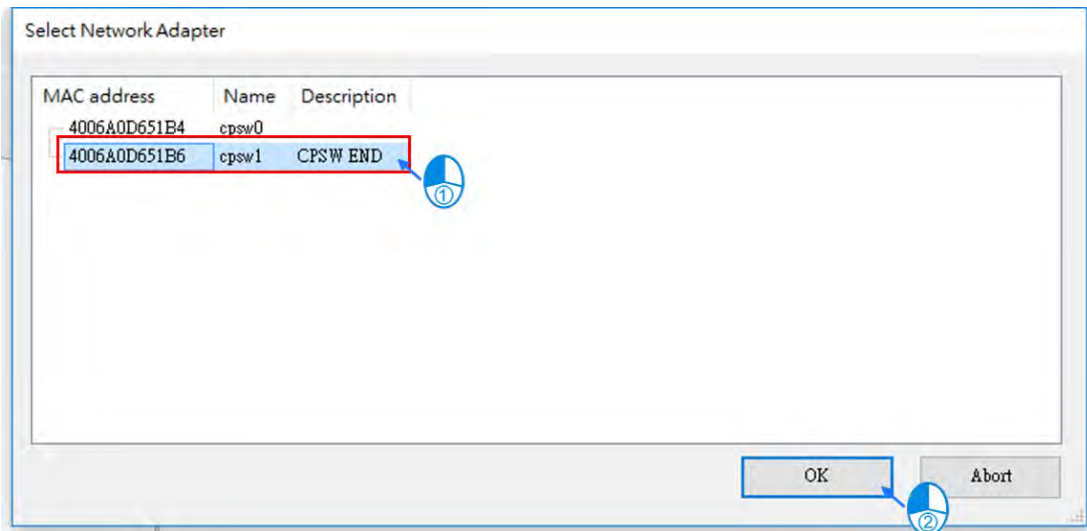 Select Network Adapter
MAC address Name Description
4006A0D651B4 cpsw0
4006A0D651B6 cpsw1 CPSW END
①
OK Abort
②